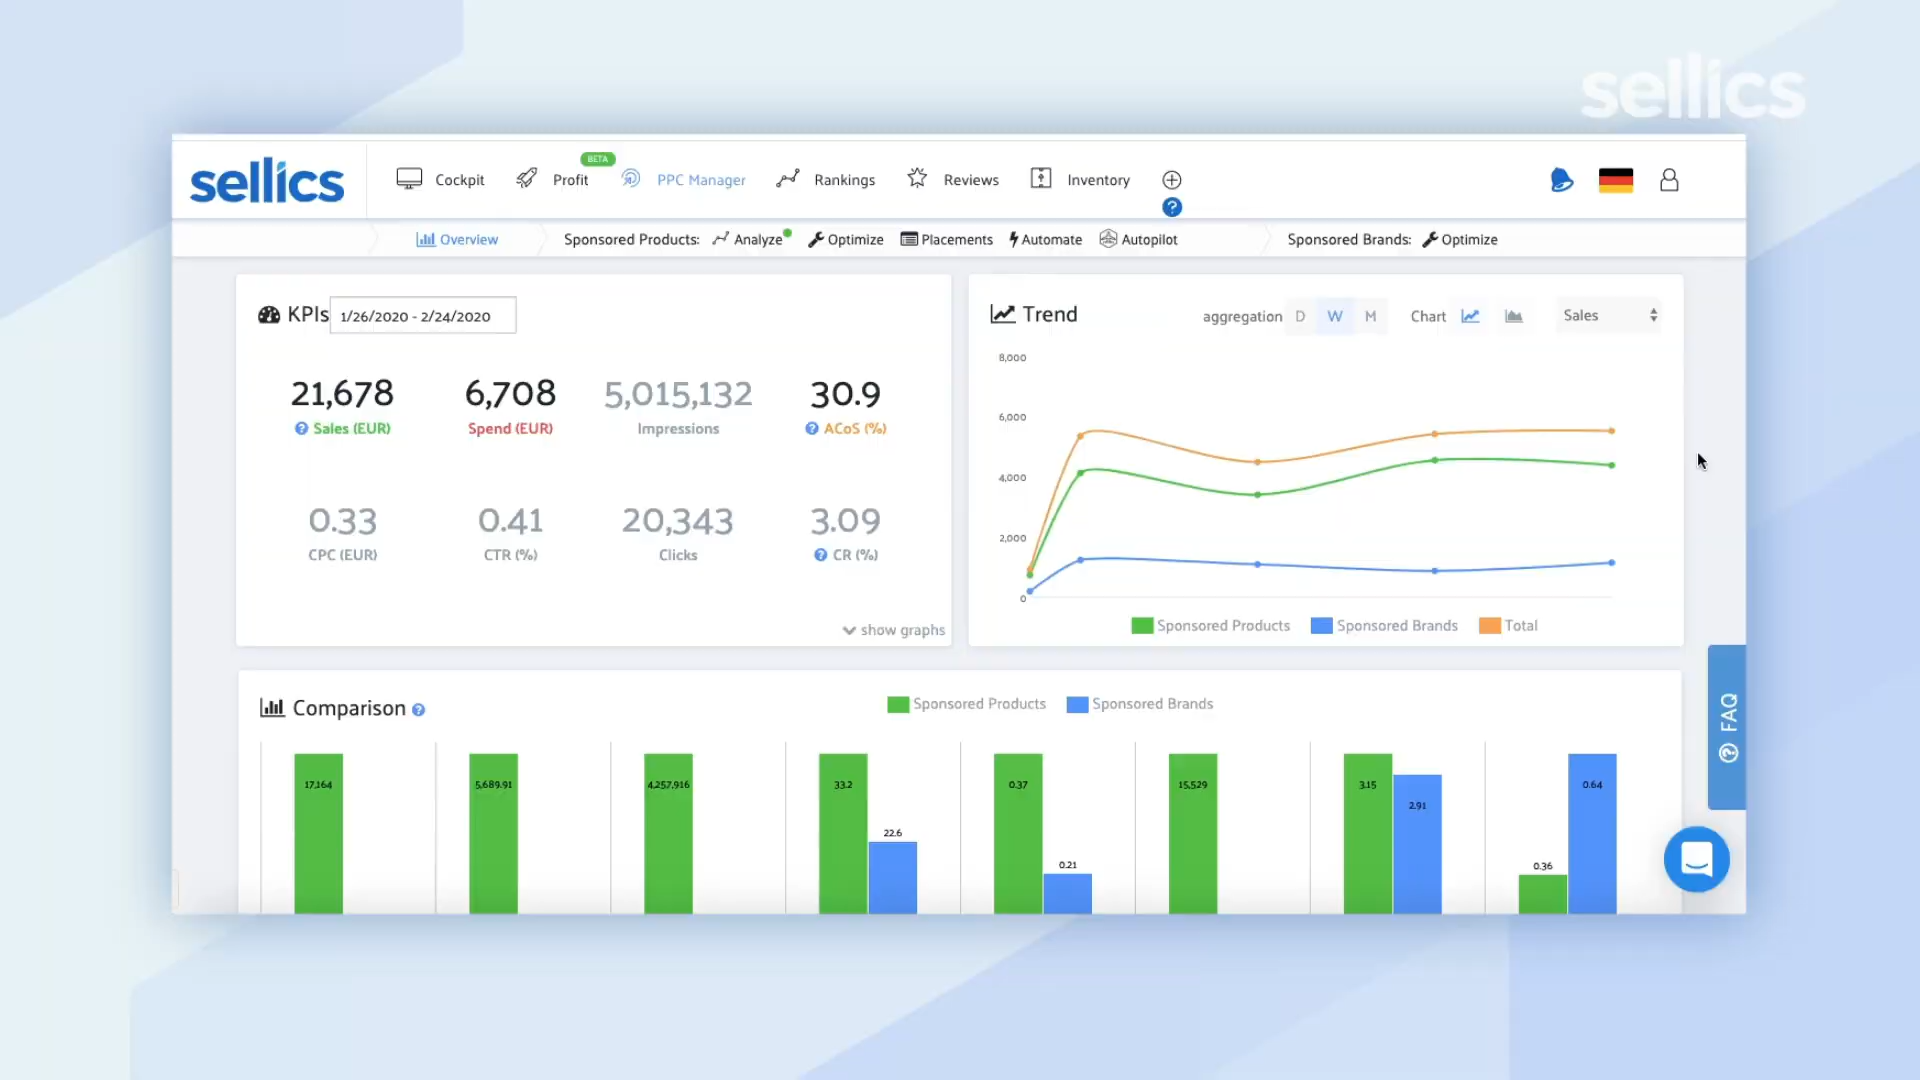 sellics
sellics
Cockpit
Profit
BETA
PPC Manager
Rankings
Reviews
Inventory
?
Overview
Sponsored Products: Analyze Optimize Placements Automate Autopilot
Sponsored Brands: Optimize
KPIs 1/26/2020 - 2/24/2020
21,678 6,708 5,015,132 30.9
? Sales (EUR) Spend (EUR) Impressions ? ACoS (%)
0.33 0.41 20,343 3.09
CPC (EUR) CTR (%) Clicks ? CR (%)
show graphs
Trend
aggregation D W M Chart Sales
8,000
6,000
4,000
2,000
0
Sponsored Products Sponsored Brands Total
Comparison ?
Sponsored Products Sponsored Brands
17,164 5,689.91 4,257,916 33.2 0.37 15,529 3.15 0.64
2.91
22.6
0.21 0.36
? FAQ